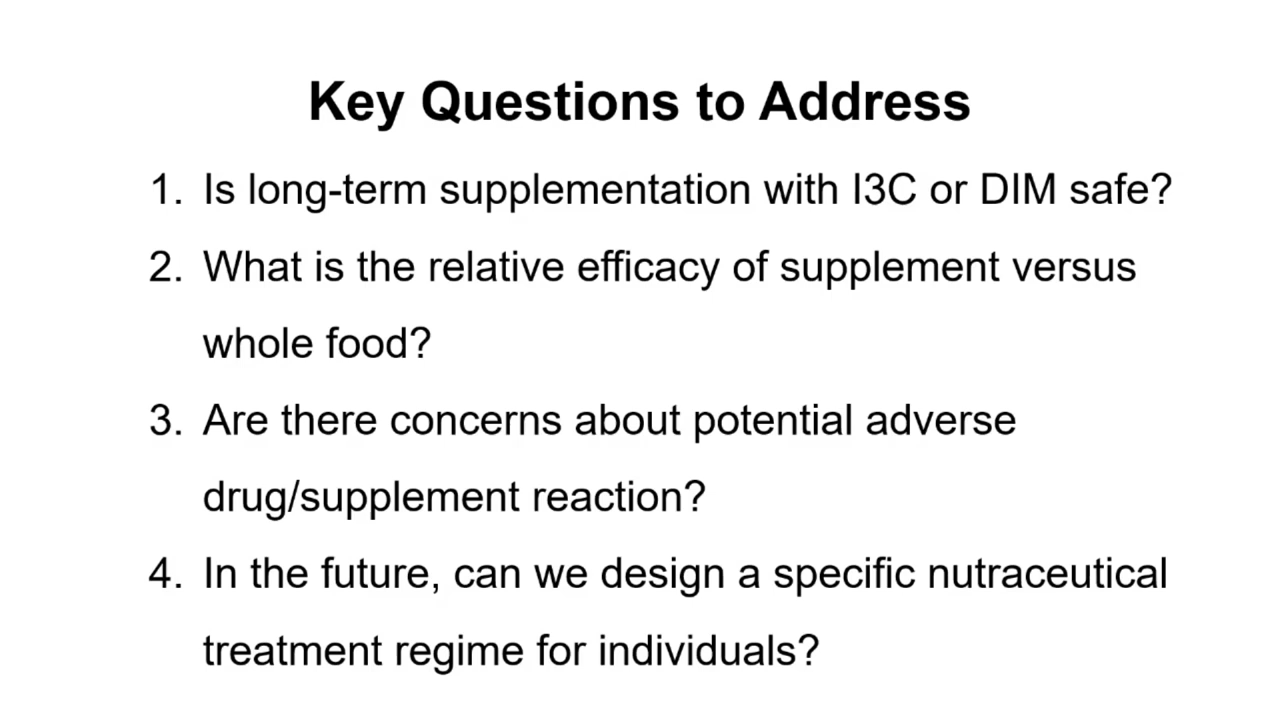 Key Questions to Address
1. Is long-term supplementation with I3C or DIM safe?
2. What is the relative efficacy of supplement versus
whole food?
3. Are there concerns about potential adverse
drug/supplement reaction?
4. In the future, can we design a specific nutraceutical
treatment regime for individuals?